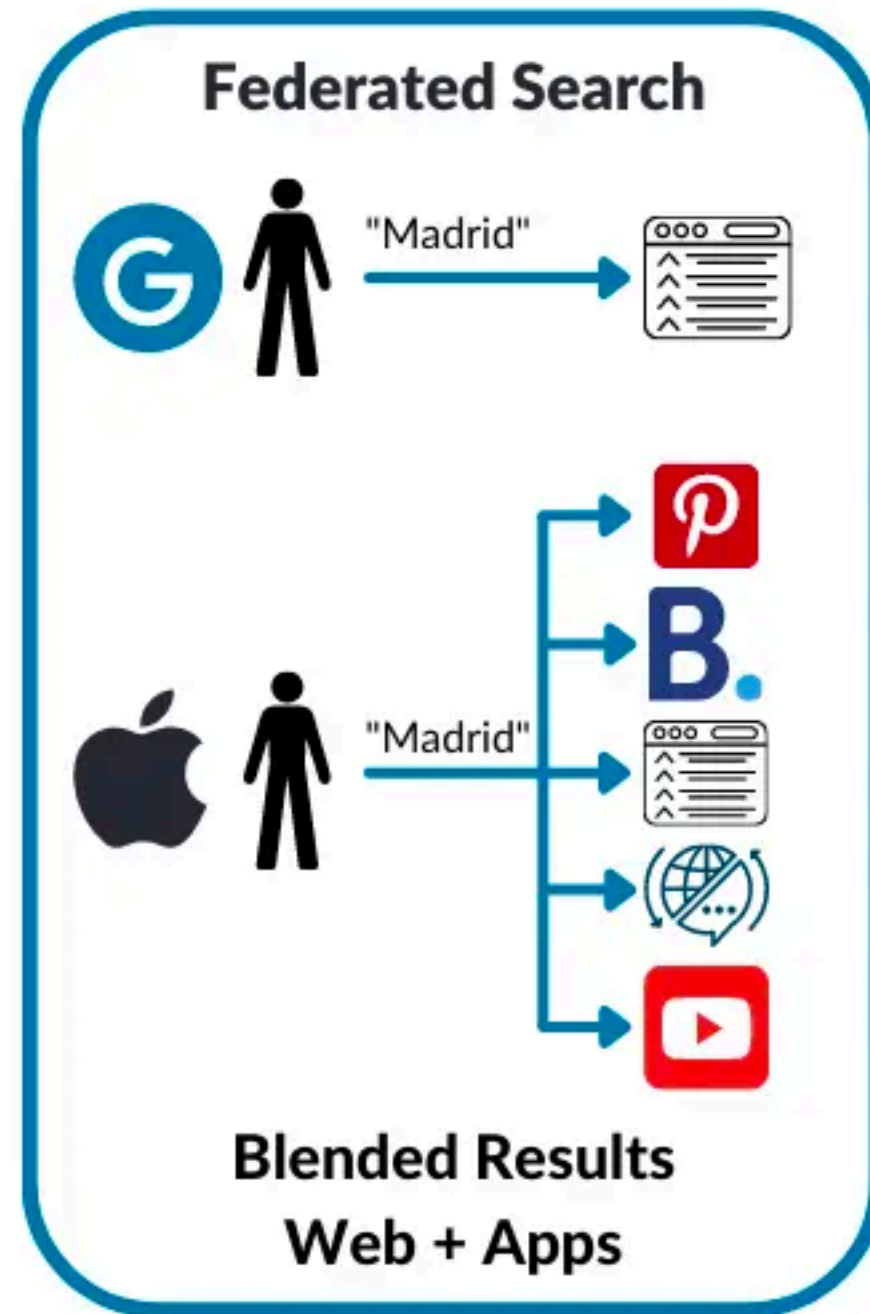 Federated Search
G
"Madrid"
B.
"Madrid"
Blended Results
Web + Apps